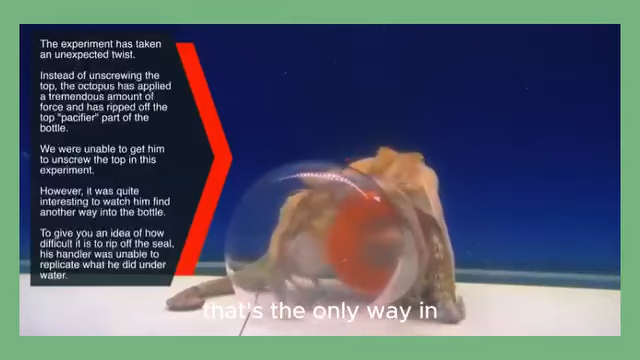 The experiment has taken
an unexpected twist.
Instead of unscrewing the
top, the octopus has applied
a tremendous amount of
force and has ripped off the
top "pacifier" part of the
bottle.
We were unable to get him
to unscrew the top in this
experiment.
However, it was quite
interesting to watch him find
another way into the bottle.
To give you an idea of how
difficult it is to rip off the seal,
his handler was unable to
replicate what he did under
water.
that's the only way in